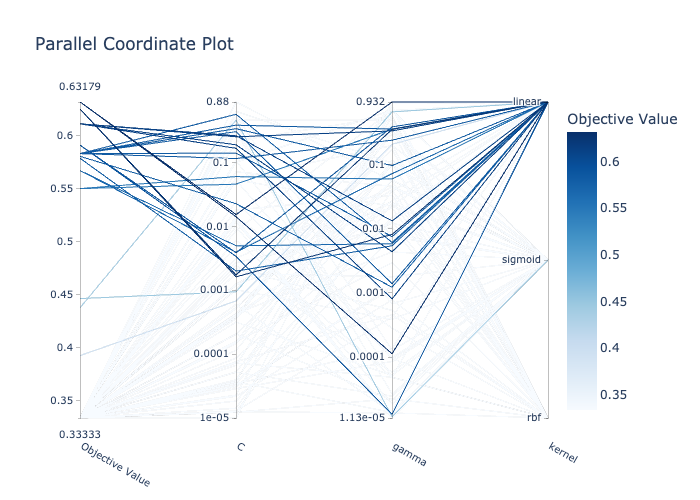 Parallel Coordinate Plot
0.63179
0.6
0.55
0.5
0.45
0.4
0.35
0.33333
Objective Value
0.88
0.1
0.01
0.001
0.0001
1e-05
C
0.932
0.1
0.01
0.001
0.0001
1.13e-05
gamma
linear
sigmoid
rbf
kernel
Objective Value
0.6
0.55
0.5
0.45
0.4
0.35